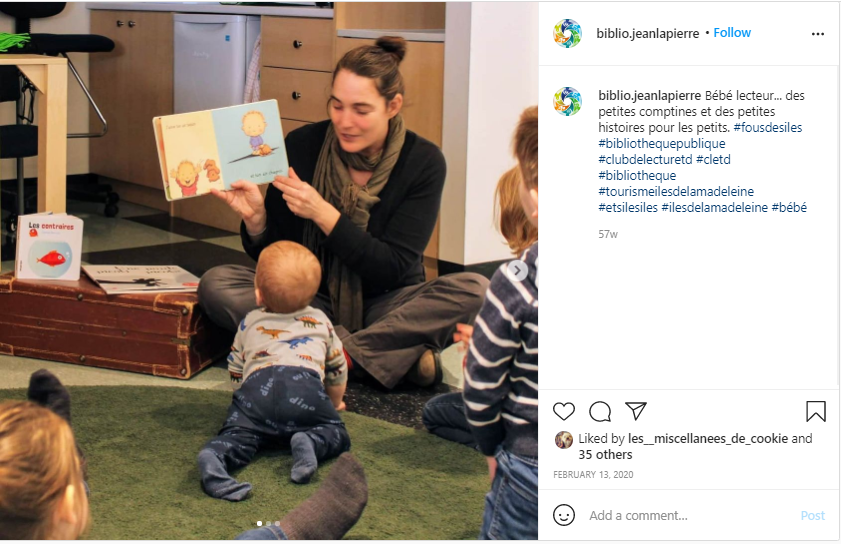 biblio.jeanlapierre • Follow
biblio.jeanlapierre Bébé lecteur... des
petites comptines et des petites
histoires pour les petits. #fousdesiles
#bibliothequepublique
#clubdelecturetd #cletd
#bibliotheque
#tourismeilesdelamadeleine
#etsilesiles #ilesdelamadeleine #bébé
57w
Les contraires
dino
dino
Liked by les__miscellanees_de_cookie and
35 others
FEBRUARY 13, 2020
Add a comment...
Post